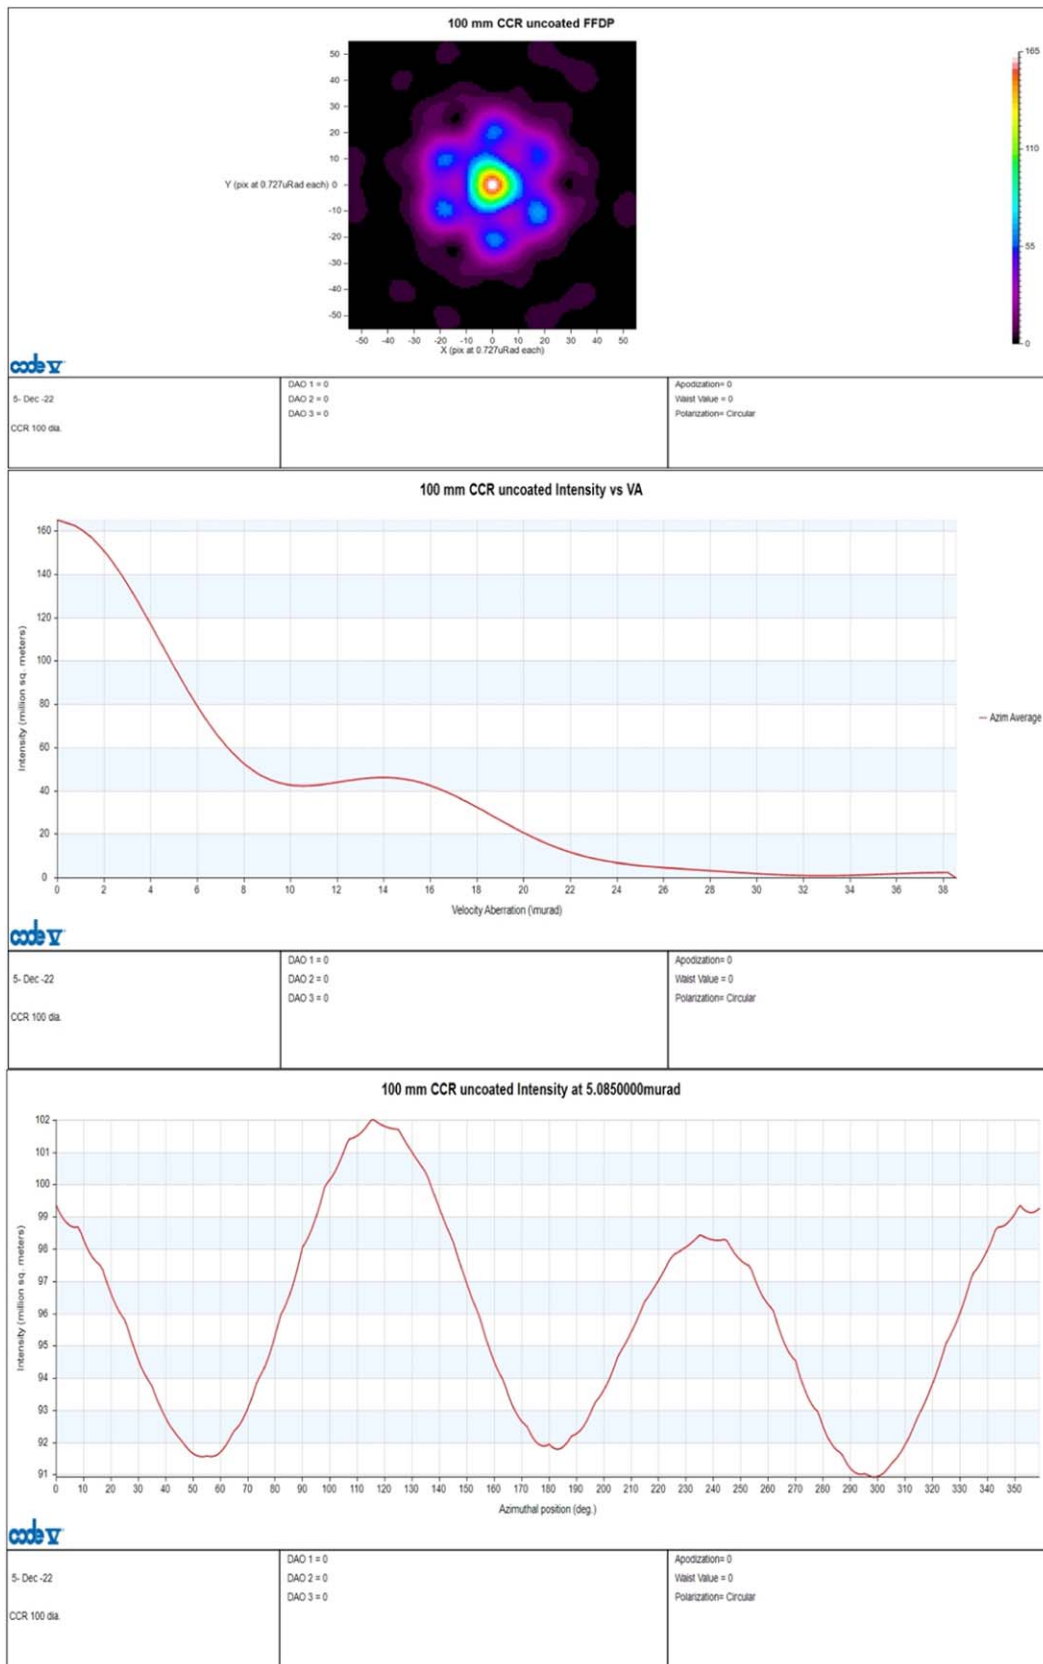 100 mm CCR uncoated FFDP
50
40
30
20
10
Y (pix at 0.727uRad each) 0
-10
-20
-30
-40
-50
-50 -40 -30 -20 -10 0 10 20 30 40 50
X (pix at 0.727uRad each)
165
110
55
0
code V
5- Dec -22
CCR 100 dia.
DAO 1 = 0
DAO 2 = 0
DAO 3 = 0
Apodization= 0
Waist Value = 0
Polarization= Circular
100 mm CCR uncoated Intensity vs VA
Intensity (million sq. meters)
160
140
120
100
80
60
40
20
0
0 2 4 6 8 10 12 14 16 18 20 22 24 26 28 30 32 34 36 38
Velocity Aberration (\murad)
Azim Average
code V
5- Dec -22
CCR 100 dia.
DAO 1 = 0
DAO 2 = 0
DAO 3 = 0
Apodization= 0
Waist Value = 0
Polarization= Circular
100 mm CCR uncoated Intensity at 5.0850000murad
Intensity (million sq. meters)
102
101
100
99
98
97
96
95
94
93
92
91
0 10 20 30 40 50 60 70 80 90 100 110 120 130 140 150 160 170 180 190 200 210 220 230 240 250 260 270 280 290 300 310 320 330 340 350
Azimuthal position (deg.)
code V
5- Dec -22
CCR 100 dia.
DAO 1 = 0
DAO 2 = 0
DAO 3 = 0
Apodization= 0
Waist Value = 0
Polarization= Circular